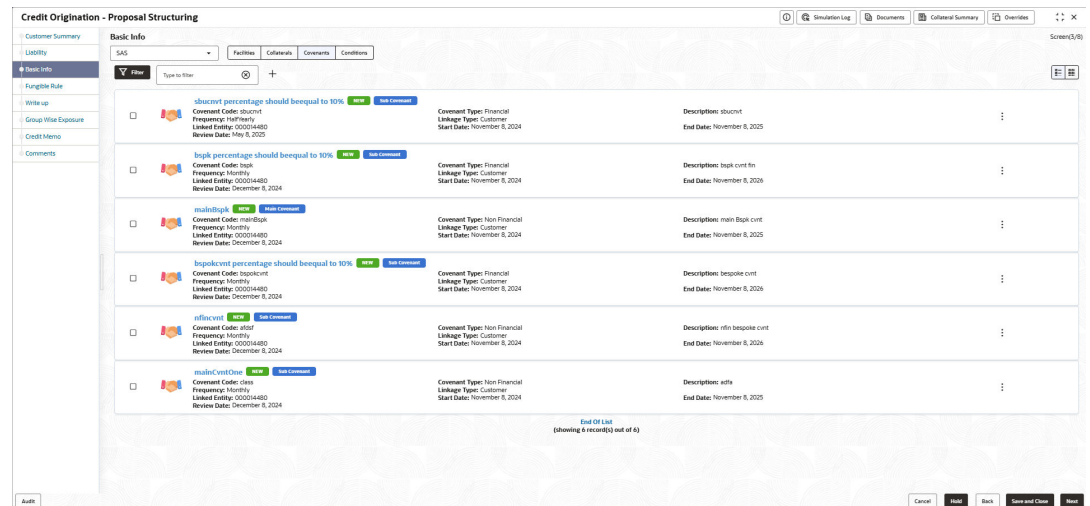 Credit Origination - Proposal Structuring
Simulation Log
Documents
Collateral Summary
Overrides
Customer Summary
Liability
Basic Info
Fungible Rule
Write up
Group Wise Exposure
Credit Memo
Comments
Basic Info
Screen(3/8)
SAS
Facilities Collaterals Covenants Conditions
Filter
Type to filter
sbucnvt percentage should beequal to 10% NEW Sub Covenant
Covenant Code: sbucnvt Covenant Type: Financial Description: sbucnvt
Frequency: HalfYearly Linkage Type: Customer
Linked Entity: 000014480 Start Date: November 8, 2024 End Date: November 8, 2025
Review Date: May 8, 2025
bspk percentage should beequal to 10% NEW Sub Covenant
Covenant Code: bspk Covenant Type: Financial Description: bspk cvnt fin
Frequency: Monthly Linkage Type: Customer
Linked Entity: 000014480 Start Date: November 8, 2024 End Date: November 8, 2026
Review Date: December 8, 2024
mainBspk NEW Main Covenant
Covenant Code: mainBspk Covenant Type: Non Financial Description: main Bspk cvnt
Frequency: Monthly Linkage Type: Customer
Linked Entity: 000014480 Start Date: November 8, 2024 End Date: November 8, 2025
Review Date: December 8, 2024
bspokcvnt percentage should beequal to 10% NEW Sub Covenant
Covenant Code: bespokcvnt Covenant Type: Financial Description: bespoke cvnt
Frequency: Monthly Linkage Type: Customer
Linked Entity: 000014480 Start Date: November 8, 2024 End Date: November 8, 2026
Review Date: December 8, 2024
nfincvnt NEW Sub Covenant
Covenant Code: afdsf Covenant Type: Non Financial Description: nfin bespoke cvnt
Frequency: Monthly Linkage Type: Customer
Linked Entity: 000014480 Start Date: November 8, 2024 End Date: November 8, 2026
Review Date: December 8, 2024
mainCvntOne NEW Sub Covenant
Covenant Code: class Covenant Type: Non Financial Description: adfa
Frequency: Monthly Linkage Type: Customer
Linked Entity: 000014480 Start Date: November 8, 2024 End Date: November 8, 2025
Review Date: December 8, 2024
End Of List
(showing 6 record(s) out of 6)
Audit
Cancel Hold Back Save and Close Next